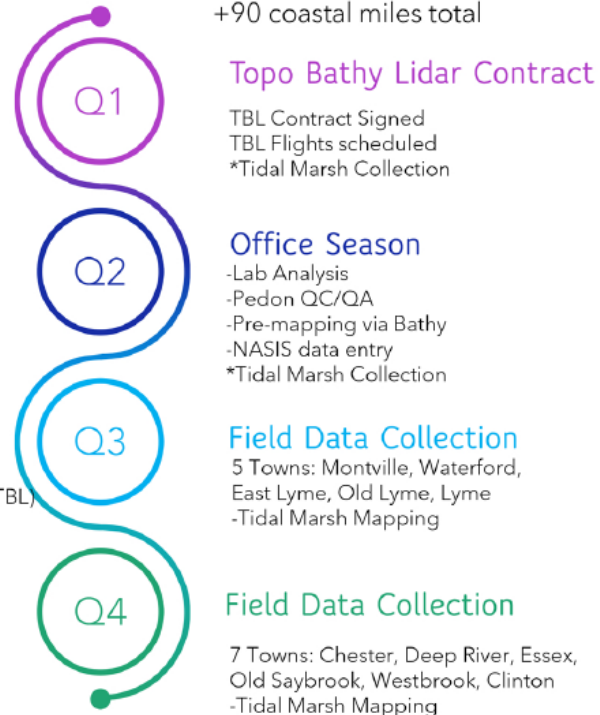 +90 coastal miles total
Q1
Topo Bathy Lidar Contract
TBL Contract Signed
TBL Flights scheduled
*Tidal Marsh Collection
Q2
Office Season
-Lab Analysis
-Pedon QC/QA
-Pre-mapping via Bathy
-NASIS data entry
*Tidal Marsh Collection
Q3
Field Data Collection
5 Towns: Montville, Waterford,
East Lyme, Old Lyme, Lyme
-Tidal Marsh Mapping
TBL)
Q4
Field Data Collection
7 Towns: Chester, Deep River, Essex,
Old Saybrook, Westbrook, Clinton
-Tidal Marsh Mapping